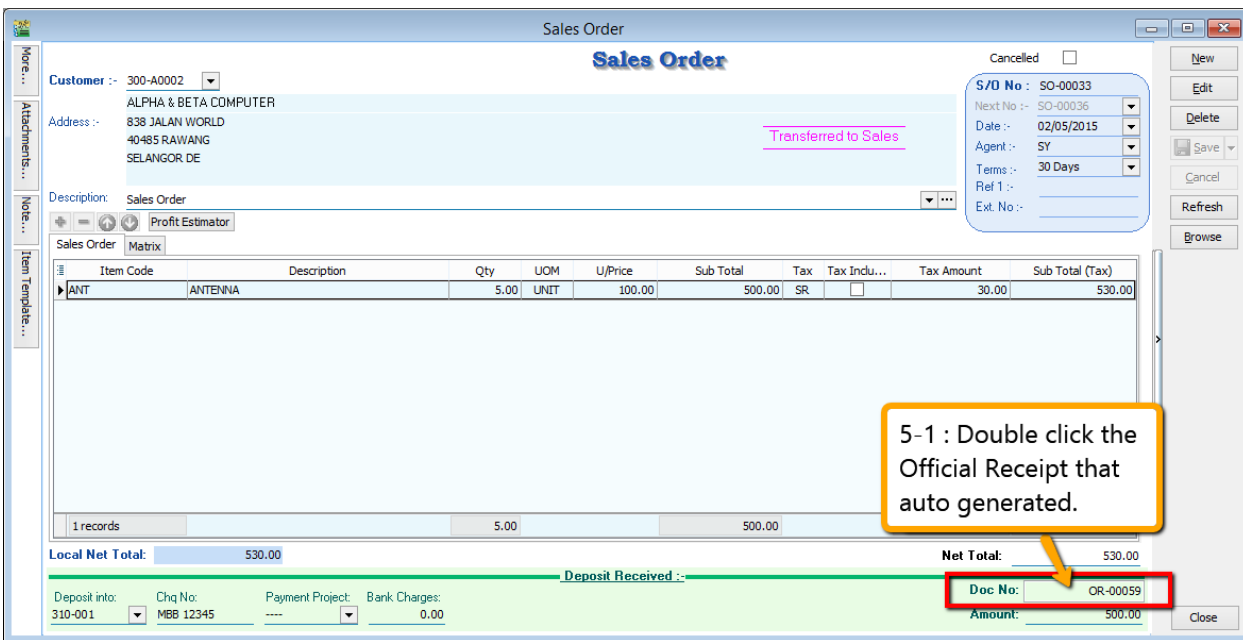 Sales Order
More...
Attachments...
Note...
Item Template...
Sales Order
Cancelled
Customer :- 300-A0002
ALPHA & BETA COMPUTER
Address :- 838 JALAN WORLD
40485 RAWANG
SELANGOR DE
Transferred to Sales
S/O No : SO-00033
Next No :- SO-00036
Date :- 02/05/2015
Agent :- SY
Terms :- 30 Days
Ref 1 :-
Ext. No :-
New
Edit
Delete
Save
Cancel
Refresh
Browse
Description: Sales Order
Profit Estimator
Sales Order Matrix
Item Code Description Qty UOM U/Price Sub Total Tax Tax Inclu... Tax Amount Sub Total (Tax)
ANT ANTENNA 5.00 UNIT 100.00 500.00 SR 30.00 530.00
5-1 : Double click the
Official Receipt that
auto generated.
1 records 5.00 500.00
Local Net Total: 530.00 Net Total: 530.00
Deposit Received :-
Deposit into: Chq No: Payment Project: Bank Charges: Doc No: OR-00059
310-001 MBB 12345 ---- 0.00 Amount: 500.00
Close